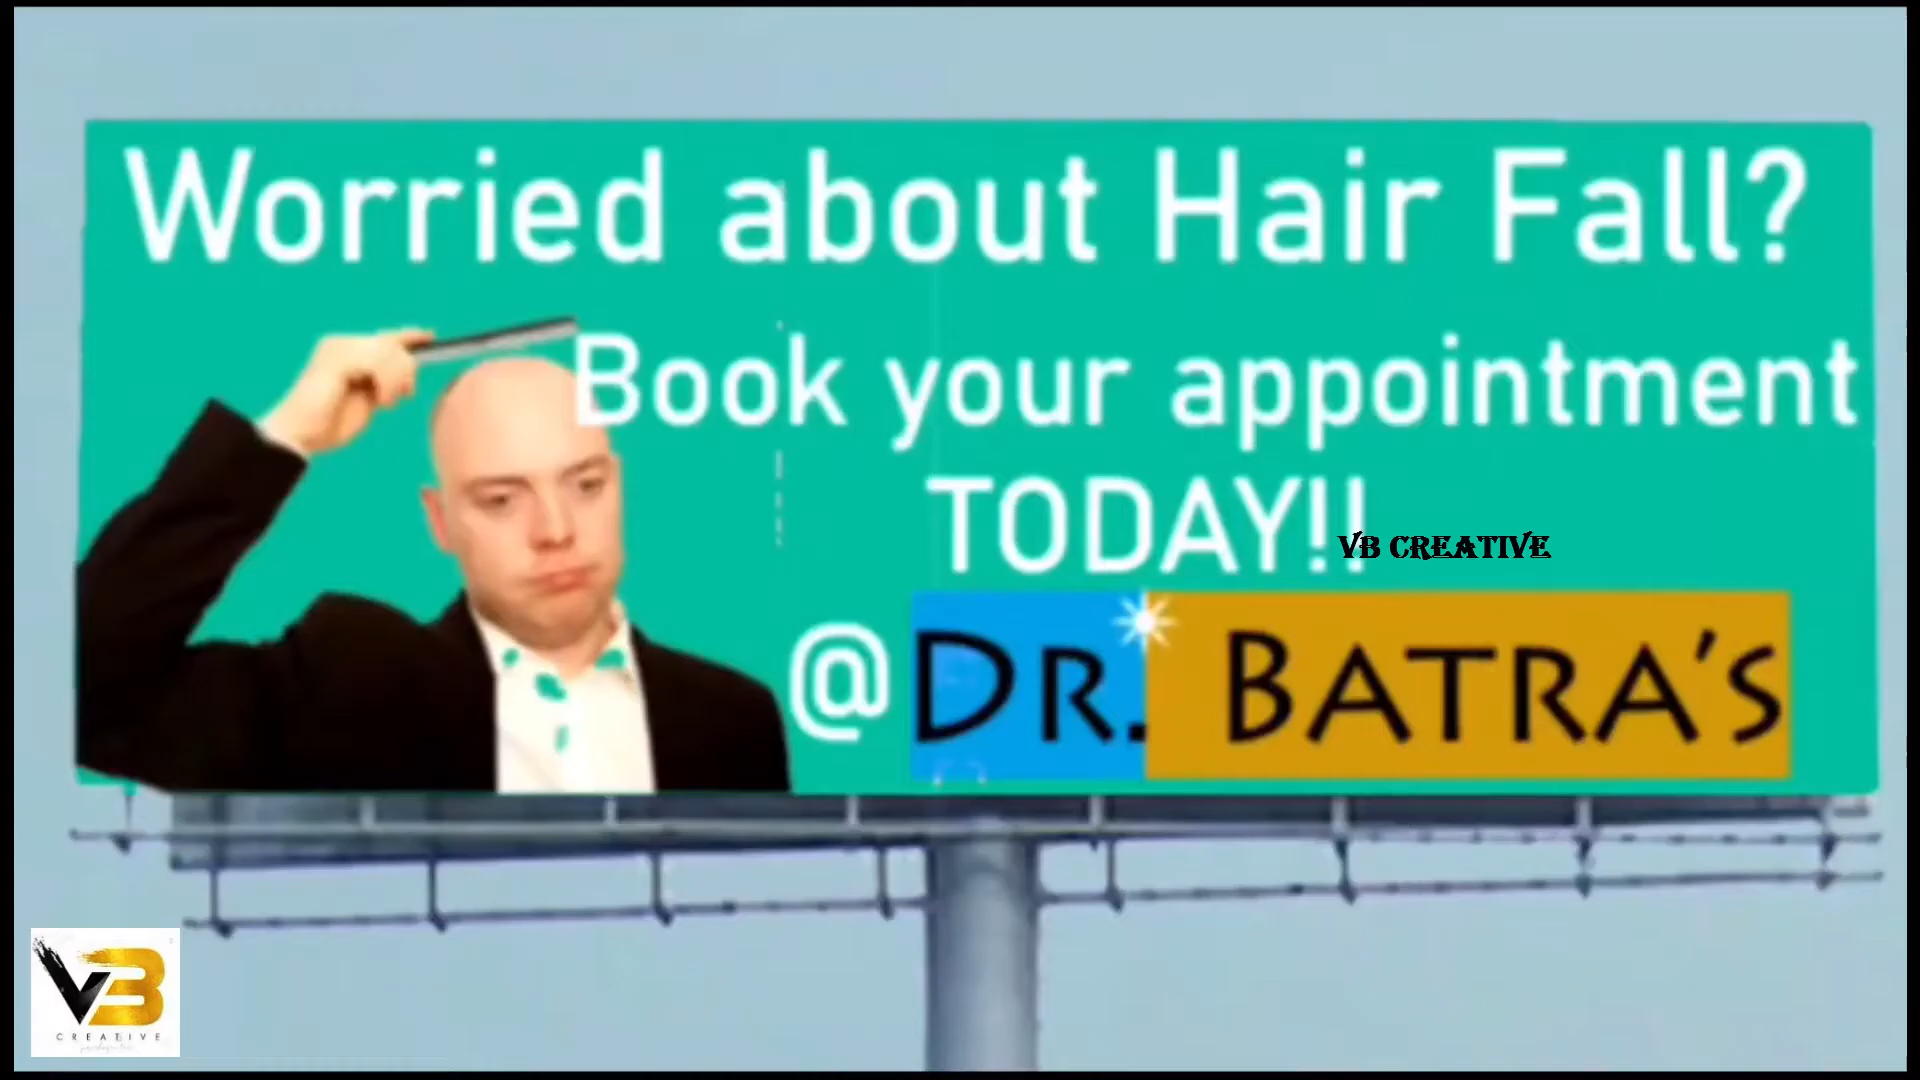 Worried about Hair Fall?
Book your appointment
TODAY!!
VB CREATIVE
@DR. BATRA'S
VB
CREATIVE